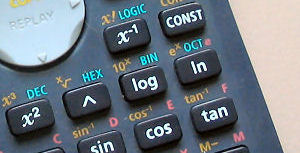 REPLAY
x! LOGIC
CONST
x⁻¹
x³ DEC
ˣ√ HEX
10ˣ BIN
eˣ OCT
x²
^
log
ln
C
sin⁻¹ D
cos⁻¹ E
tan⁻¹ F
sin
cos
tan
M− M